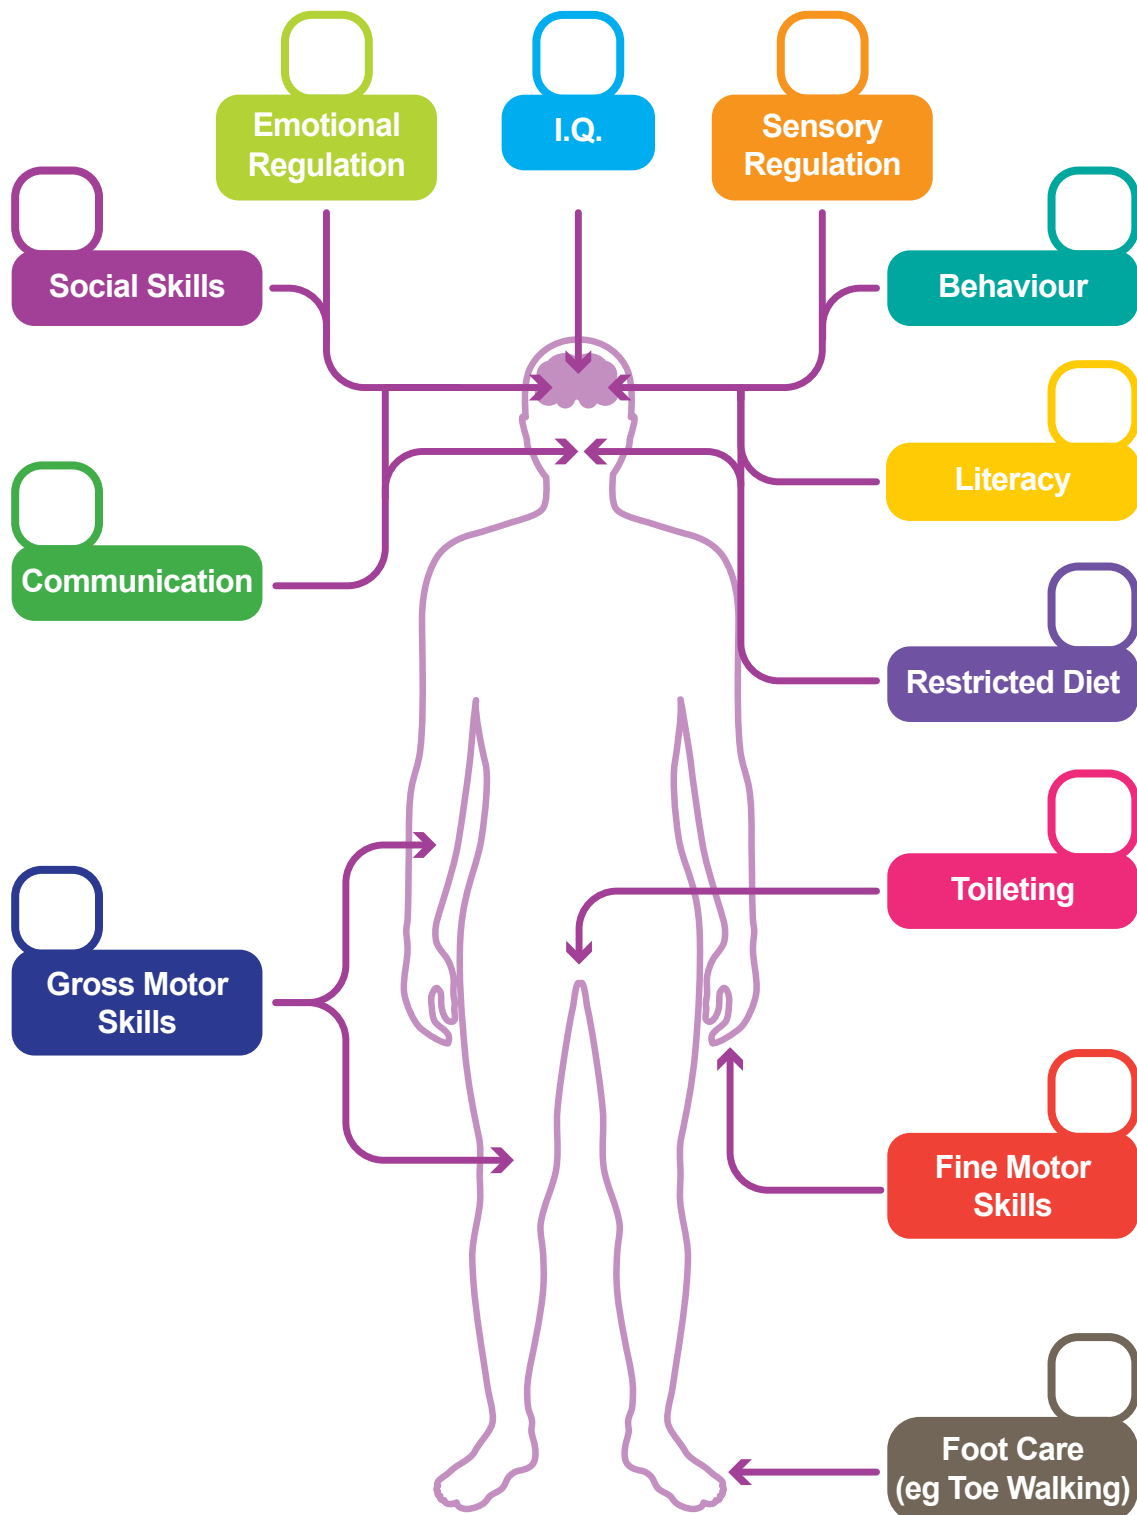 Emotional
Regulation
I.Q.
Sensory
Regulation
Social Skills
Behaviour
Literacy
Communication
Restricted Diet
Toileting
Gross Motor
Skills
Fine Motor
Skills
Foot Care
(eg Toe Walking)